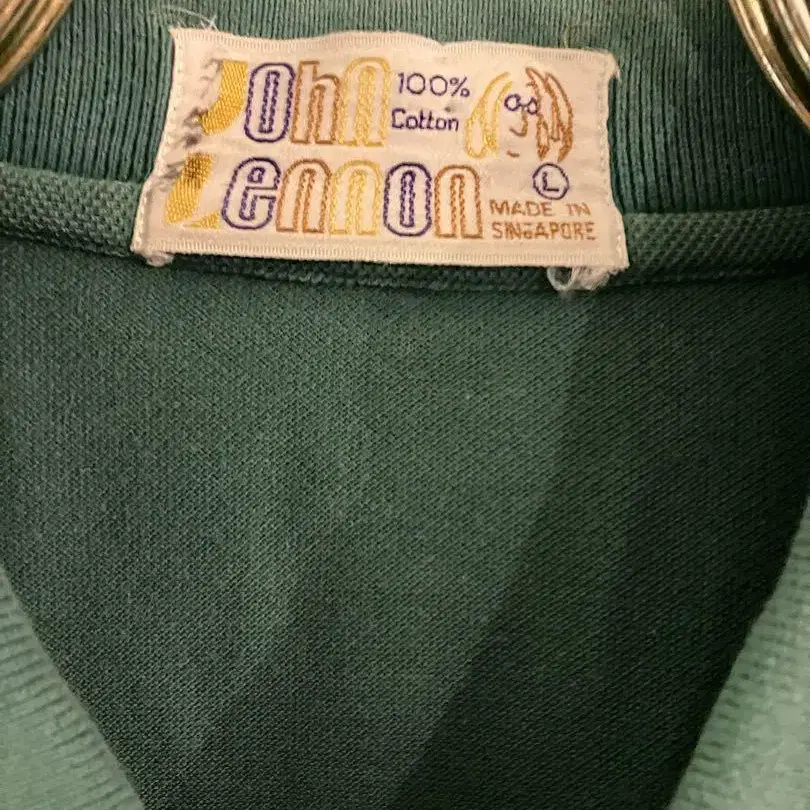 John
100%
Cotton
Lennon
L
MADE IN
SINGAPORE